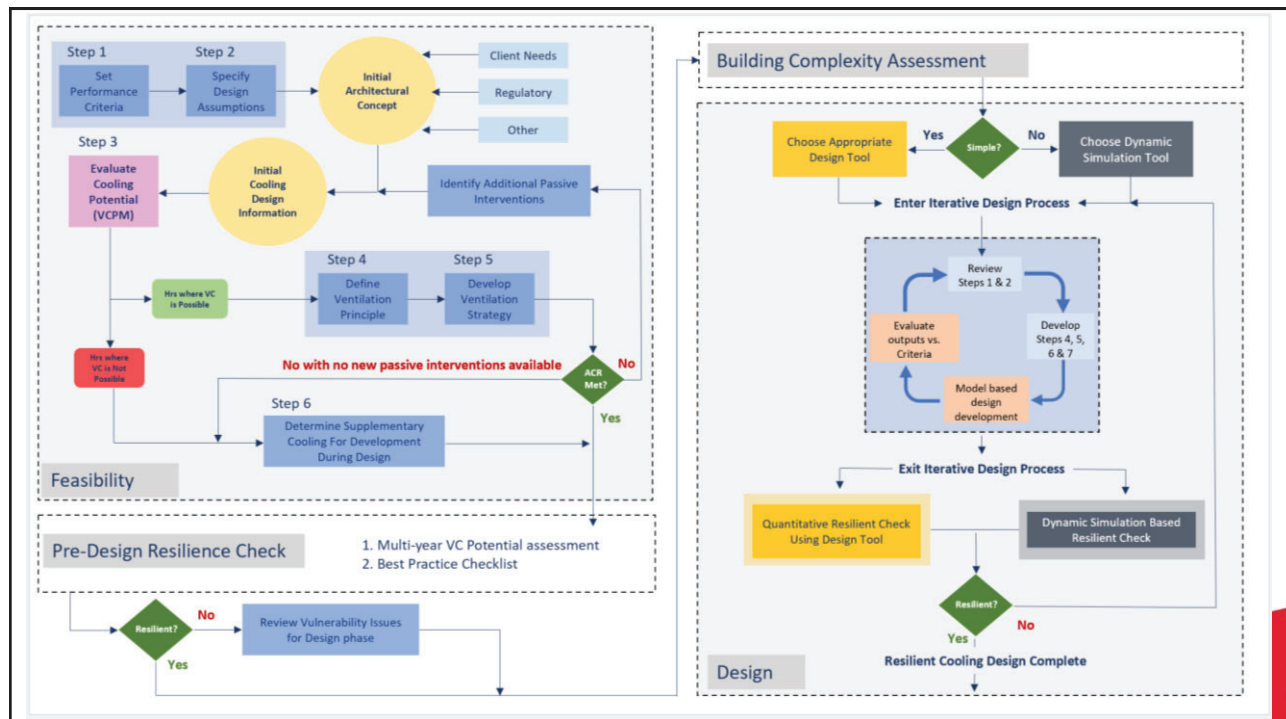 Step 1
Step 2
Set
Performance
Criteria
Specify
Design
Assumptions
Initial
Architectural
Concept
Client Needs
Regulatory
Other
Step 3
Evaluate
Cooling
Potential
(VCPM)
Initial
Cooling
Design
Information
Identify Additional Passive
Interventions
Step 4
Step 5
Hrs where VC
is Possible
Define
Ventilation
Principle
Develop
Ventilation
Strategy
Hrs where
VC is Not
Possible
No with no new passive interventions available
No
ACR
Met?
Yes
Step 6
Determine Supplementary
Cooling For Development
During Design
Feasibility
Pre-Design Resilience Check
1. Multi-year VC Potential assessment
2. Best Practice Checklist
Resilient?
No
Yes
Review Vulnerability Issues
for Design phase
Building Complexity Assessment
Choose Appropriate
Design Tool
Yes
Simple?
No
Choose Dynamic
Simulation Tool
Enter Iterative Design Process
Review
Steps 1 & 2
Evaluate
outputs vs.
Criteria
Develop
Steps 4, 5,
6 & 7
Model based
design
development
Exit Iterative Design Process
Quantitative Resilient Check
Using Design Tool
Dynamic Simulation Based
Resilient Check
Resilient?
Yes
No
Resilient Cooling Design Complete
Design